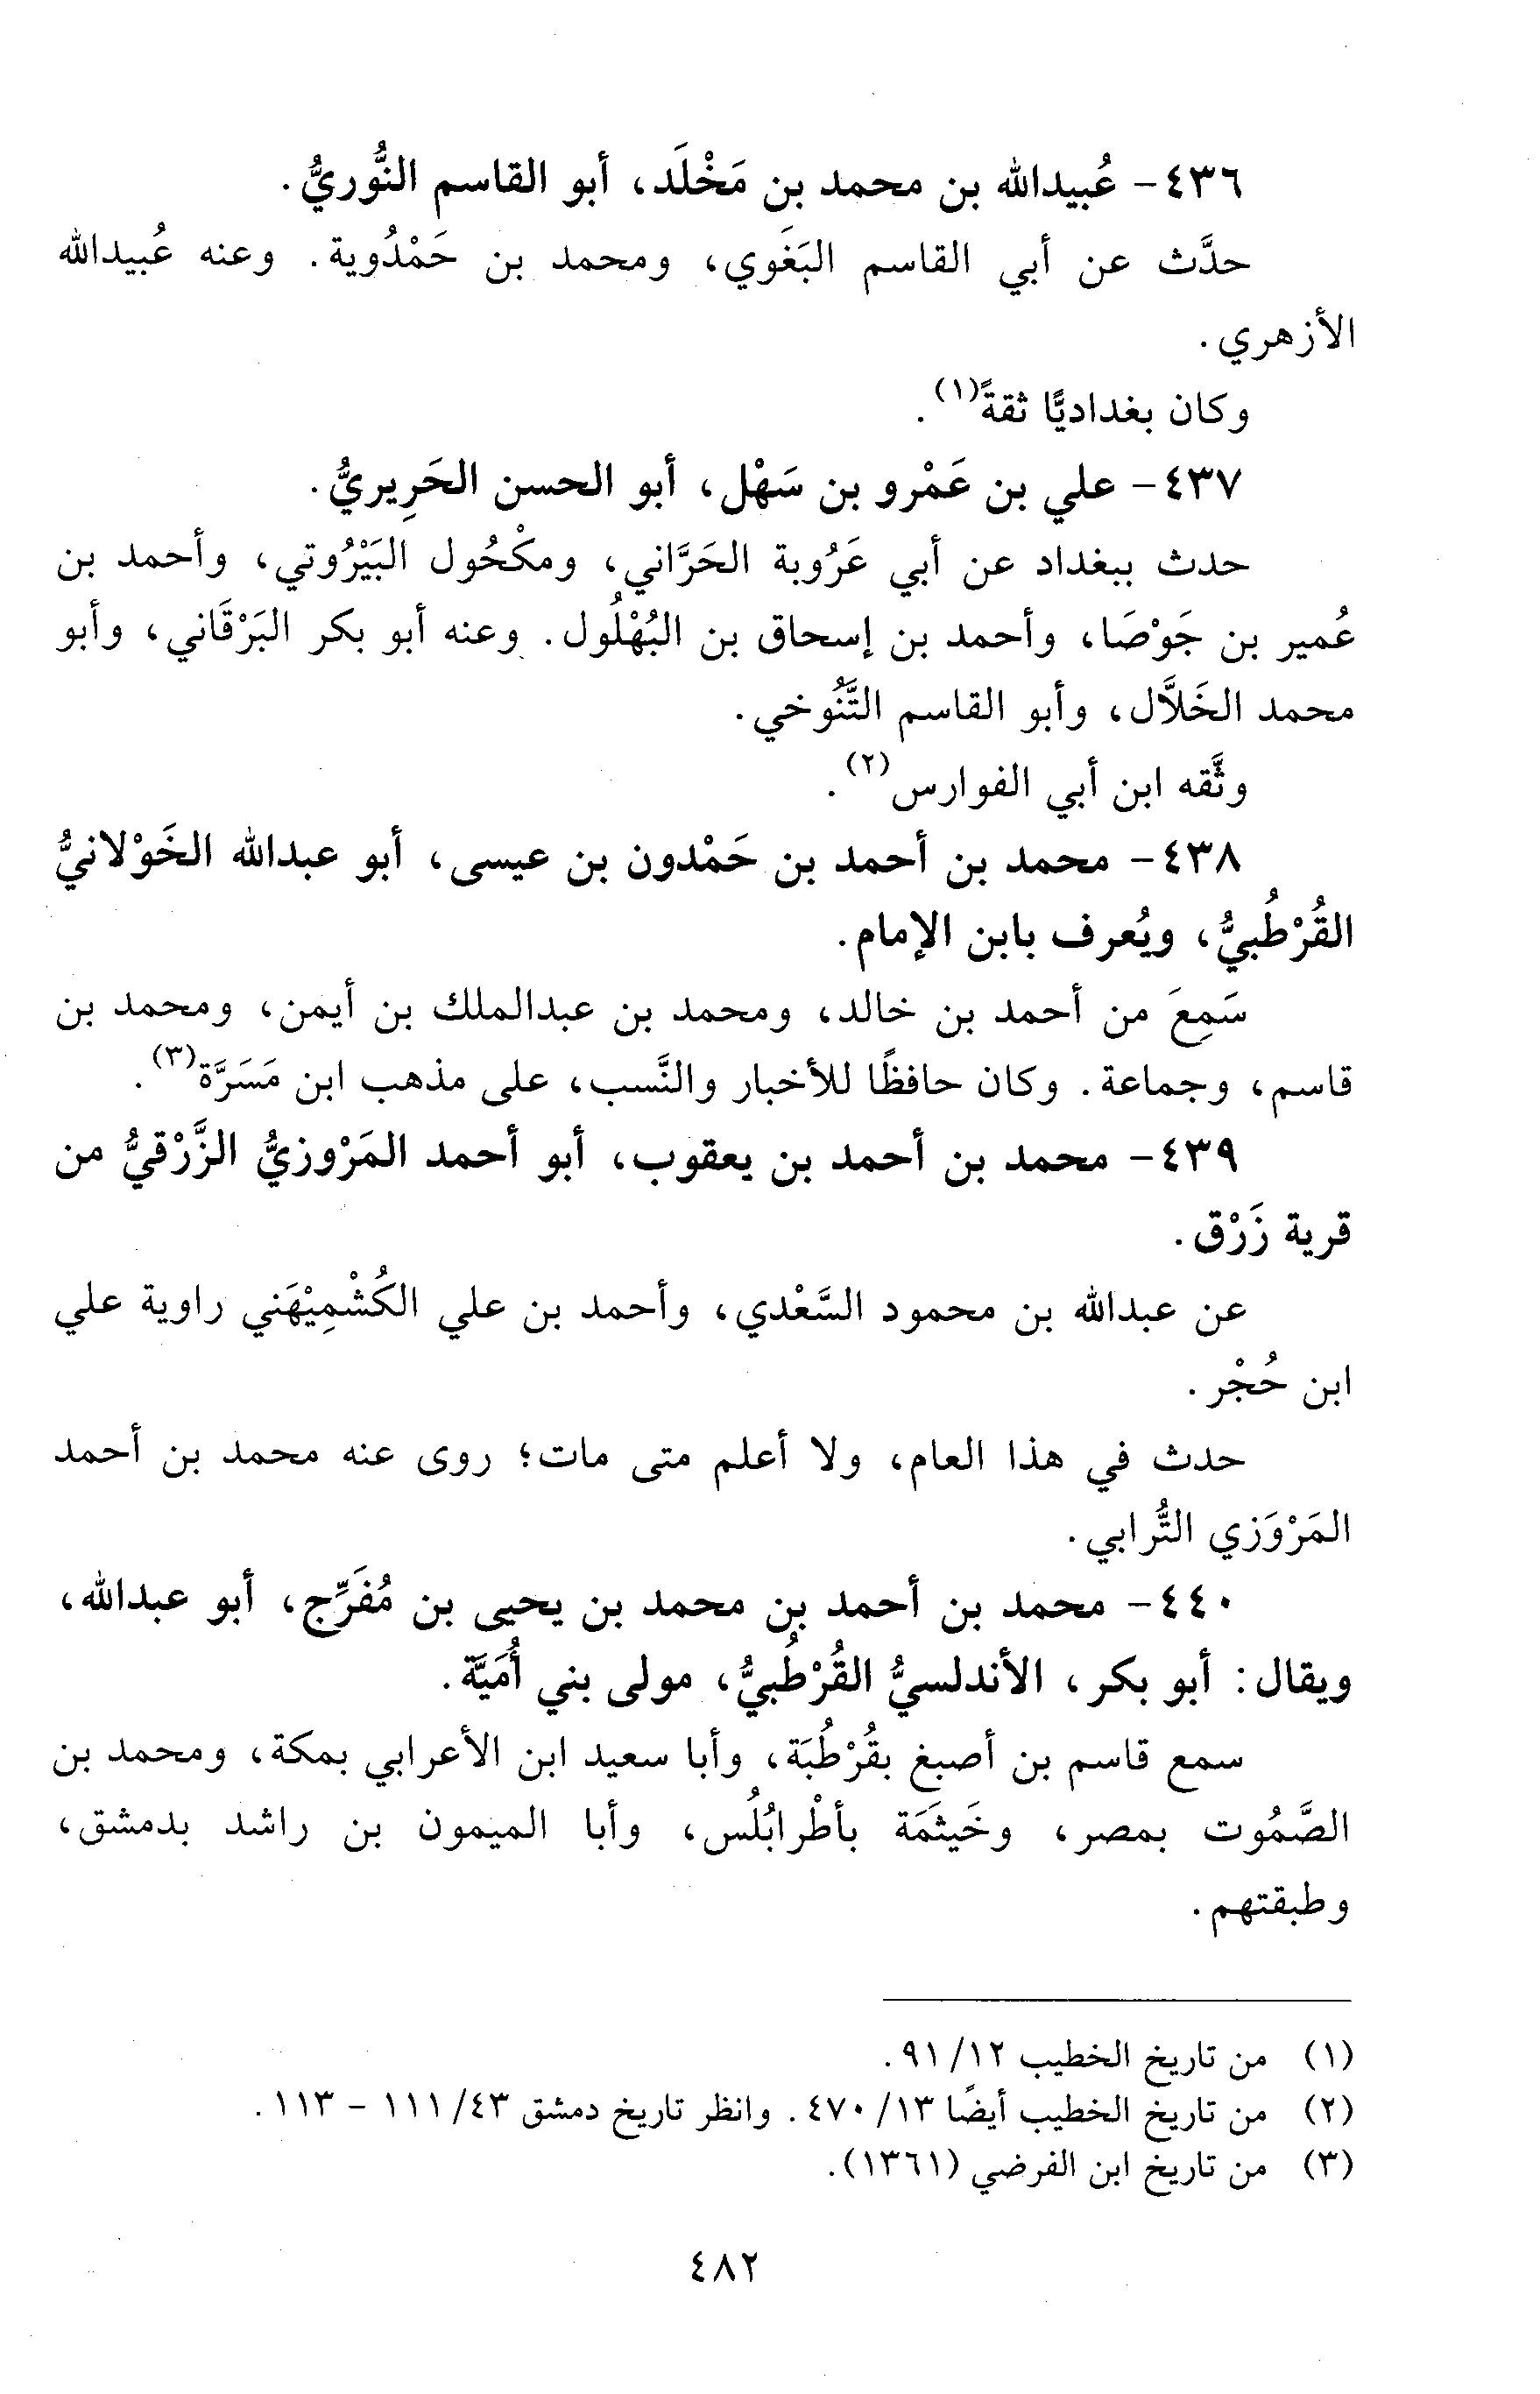 ٤٣٦- عُبيدالله بن محمد بن مَخْلَد، أبو القاسم النُّوريُّ.
حدَّث عن أبي القاسم البَغَوي، ومحمد بن حَمْدُوية. وعنه عُبيدالله
الأزهري.
وكان بغداديًّا ثقةً(١).
٤٣٧- علي بن عَمْرو بن سَهْل، أبو الحسن الحَرِيريُّ.
حدث ببغداد عن أبي عَرُوبة الحَرَّاني، ومكْحُول البَيْرُوتي، وأحمد بن
عُمير بن جَوْصَا، وأحمد بن إسحاق بن البُهْلُول. وعنه أبو بكر البَرْقَاني، وأبو
محمد الخَلاَّل، وأبو القاسم التَّنُوخي.
وثَّقه ابن أبي الفوارس(٢).
٤٣٨- محمد بن أحمد بن حَمْدون بن عيسى، أبو عبدالله الخَوْلانيُّ
القُرْطُبيُّ، ويُعرف بابن الإمام.
سَمِعَ من أحمد بن خالد، ومحمد بن عبدالملك بن أيمن، ومحمد بن
قاسم، وجماعة. وكان حافظًا للأخبار والنَّسب، على مذهب ابن مَسَرَّة(٣).
٤٣٩- محمد بن أحمد بن يعقوب، أبو أحمد المَرْوزيُّ الزَّرْقيُّ من
قرية زَرْق.
عن عبدالله بن محمود السَّعْدي، وأحمد بن علي الكُشْمِيْهَني راوية علي
ابن حُجْر.
حدث في هذا العام، ولا أعلم متى مات؛ روى عنه محمد بن أحمد
المَرْوَزي التُّرابي.
٤٤٠- محمد بن أحمد بن محمد بن يحيى بن مُفَرِّج، أبو عبدالله،
ويقال: أبو بكر، الأندلسيُّ القُرْطُبيُّ، مولى بني أُمَيَّة.
سمع قاسم بن أصبغ بقُرْطُبَة، وأبا سعيد ابن الأعرابي بمكة، ومحمد بن
الصَّمُوت بمصر، وخَيثَمَة بأطْرابُلُس، وأبا الميمون بن راشد بدمشق،
وطبقتهم.
(١) من تاريخ الخطيب ١٢/ ٩١.
(٢) من تاريخ الخطيب أيضًا ١٣/ ٤٧٠. وانظر تاريخ دمشق ٤٣/ ١١١ - ١١٣.
(٣) من تاريخ ابن الفرضي (١٣٦١).
٤٨٢